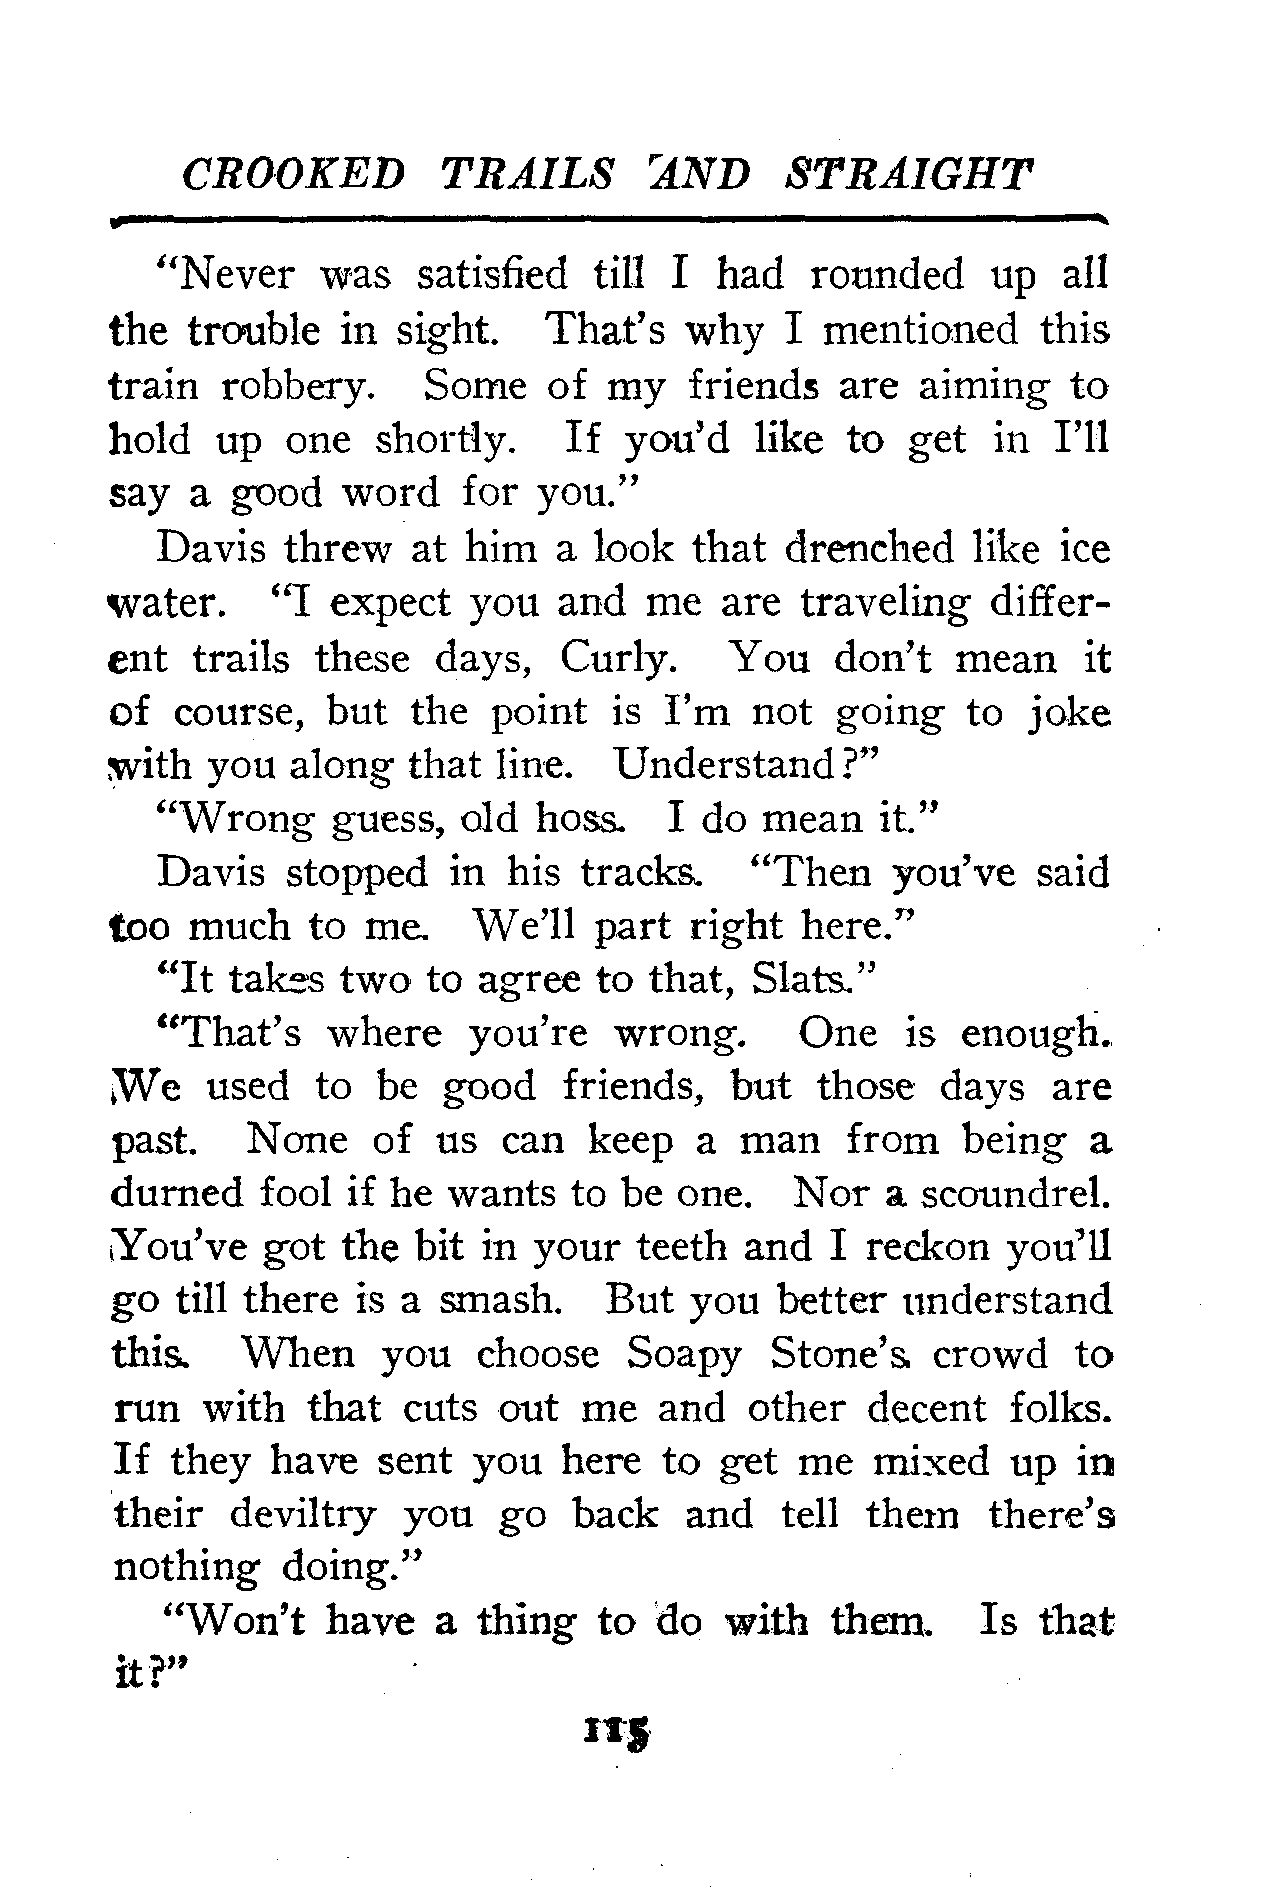 CROOKED TRAILS AND STRAIGHT
“Never was satisfied till I had rounded up all
the trouble in sight. That’s why I mentioned this
train robbery. Some of my friends are aiming to
hold up one shortly. If you’d like to get in I’ll
say a good word for you.”
Davis threw at him a look that drenched like ice
water. “I expect you and me are traveling differ-
ent trails these days, Curly. You don’t mean it
of course, but the point is I’m not going to joke
with you along that line. Understand?”
“Wrong guess, old hoss. I do mean it.”
Davis stopped in his tracks. “Then you’ve said
too much to me. We’ll part right here.”
“It takes two to agree to that, Slats.”
“That’s where you’re wrong. One is enough.
We used to be good friends, but those days are
past. None of us can keep a man from being a
durned fool if he wants to be one. Nor a scoundrel.
You’ve got the bit in your teeth and I reckon you’ll
go till there is a smash. But you better understand
this. When you choose Soapy Stone’s crowd to
run with that cuts out me and other decent folks.
If they have sent you here to get me mixed up in
their deviltry you go back and tell them there’s
nothing doing.”
“Won’t have a thing to do with them. Is that
it?”
115